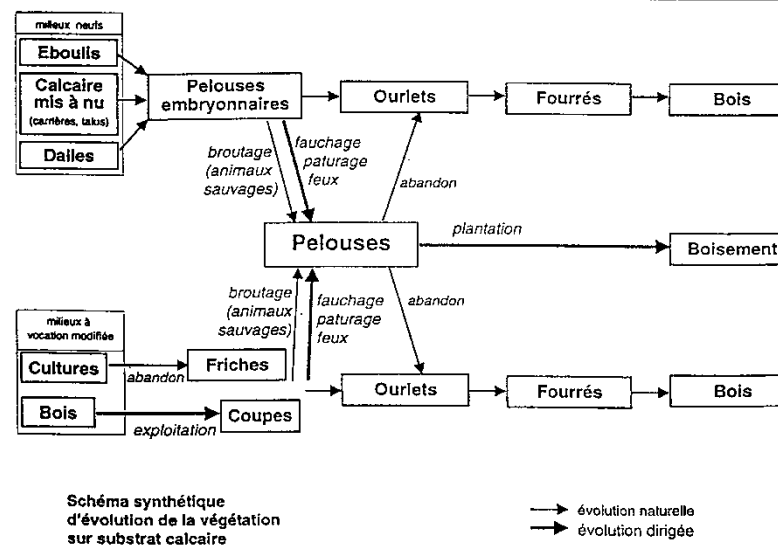 milieux neufs
Eboulis
Calcaire
mis à nu
(carrières, talus)
Dalles
Pelouses
embryonnaires
Ourlets
Fourrés
Bois
broutage
(animaux
sauvages)
fauchage
paturage
feux
abandon
Pelouses
plantation
Boisement
broutage
(animaux
sauvages)
fauchage
paturage
feux
abandon
milieux à
vocation modifiée
Cultures
abandon
Friches
Bois
exploitation
Coupes
Ourlets
Fourrés
Bois
Schéma synthétique
d'évolution de la végétation
sur substrat calcaire
évolution naturelle
évolution dirigée